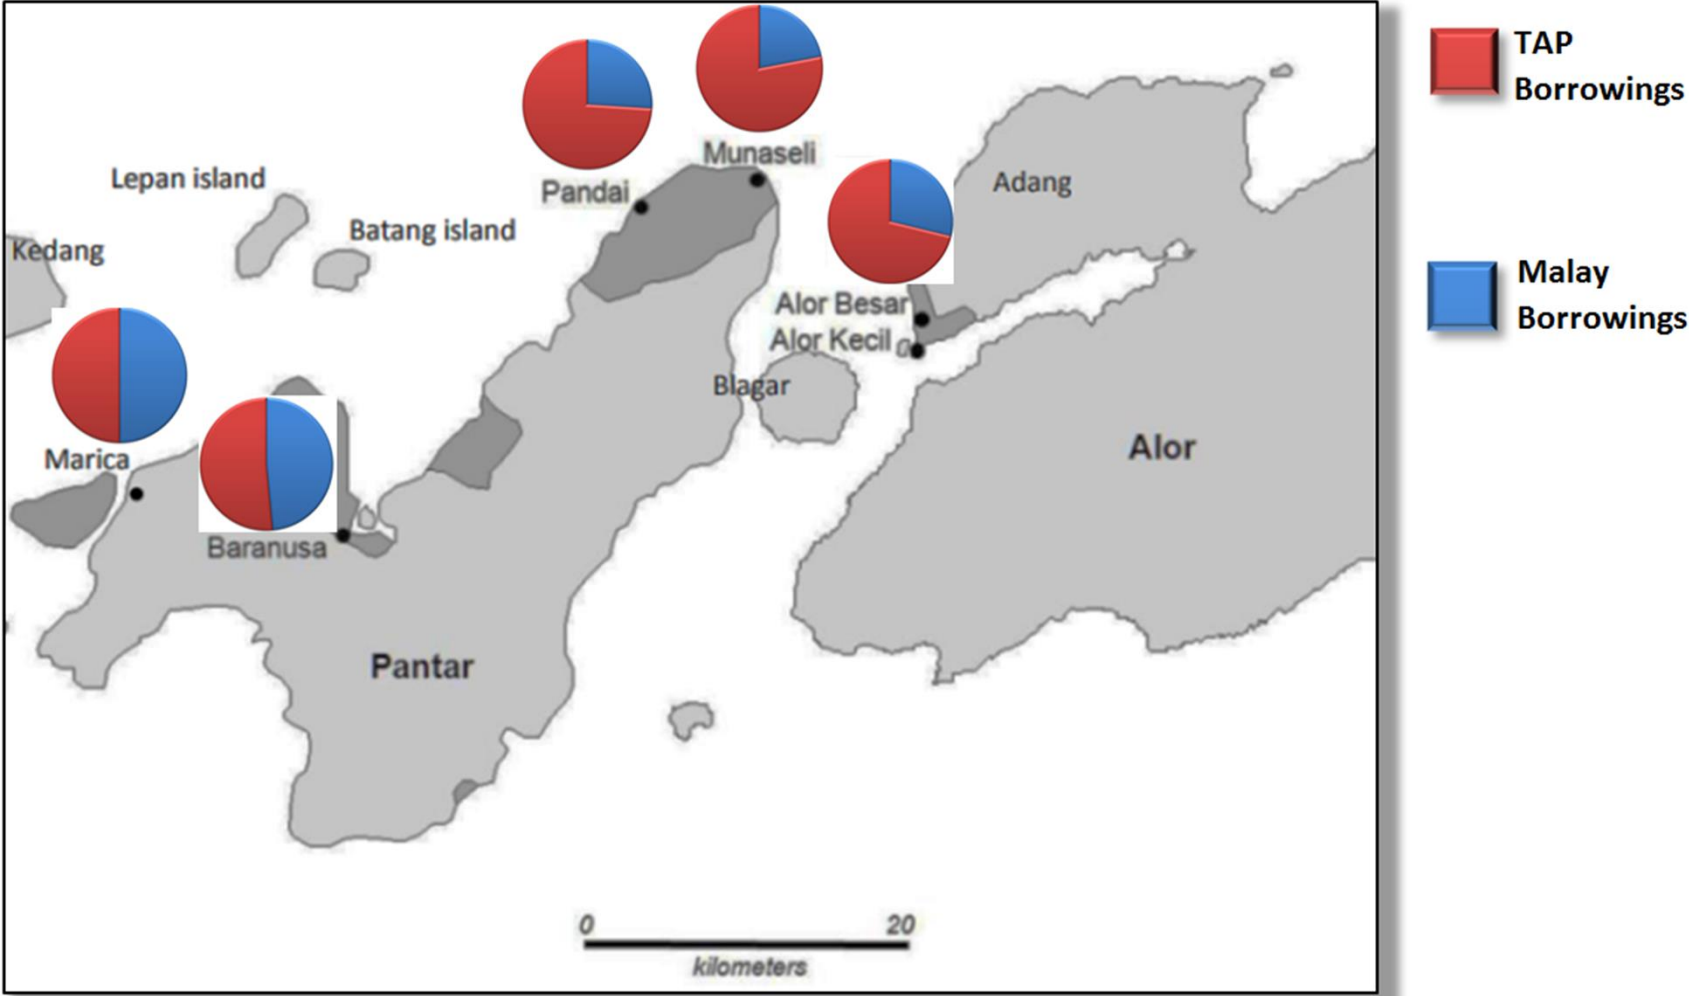 TAP
Borrowings
Malay
Borrowings
Munaseli
Pandai
Lepan island
Batang island
Kedang
Adang
Alor Besar
Alor Kecil
Blagar
Marica
Baranusa
Alor
Pantar
0 20
kilometers